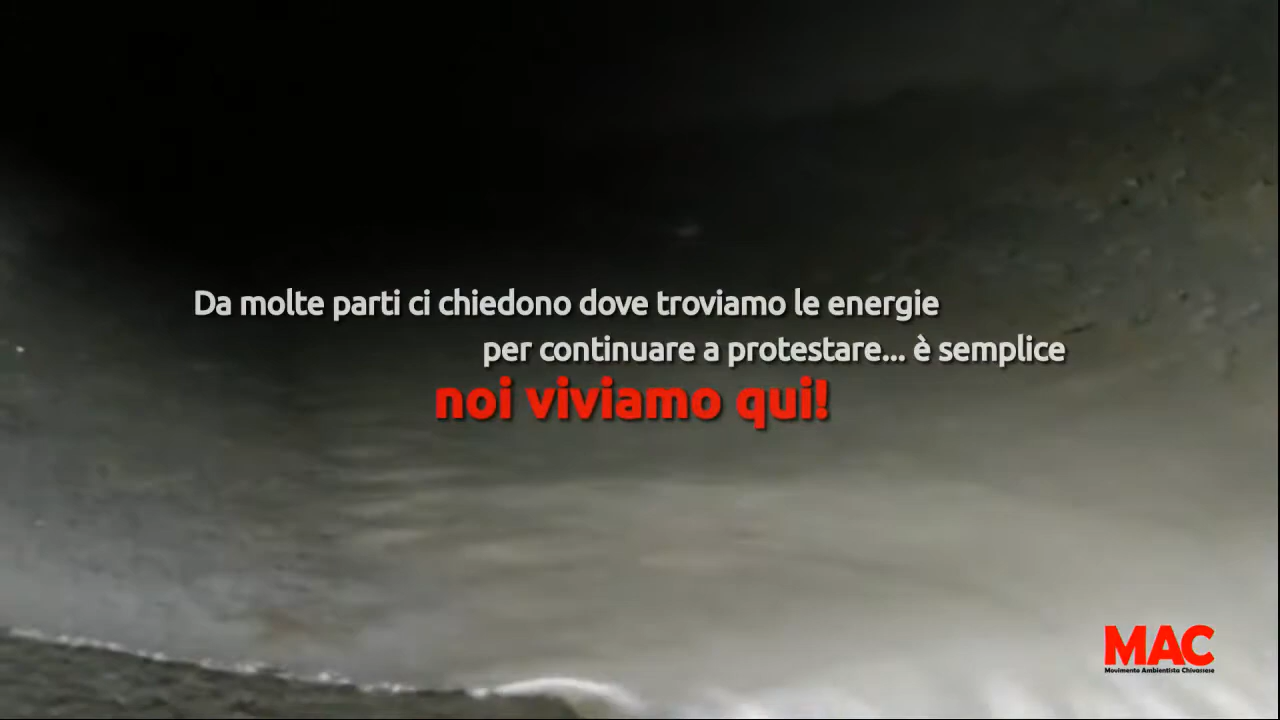 Da molte parti ci chiedono dove troviamo le energie
per continuare a protestare... è semplice
noi viviamo qui!
MAC
Movimento Ambientista Chivassese